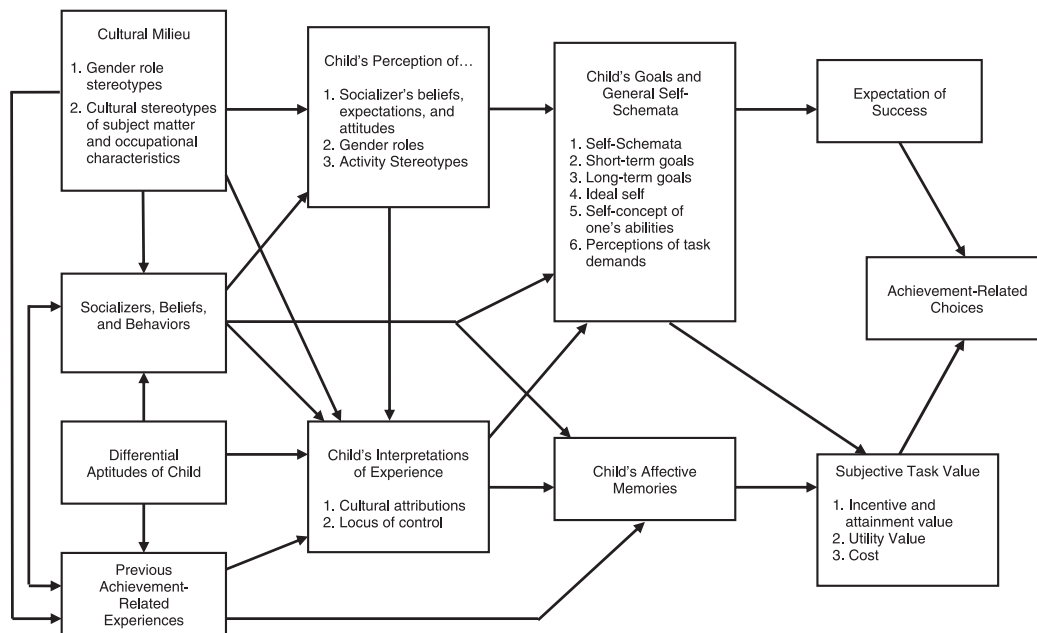 Cultural Milieu
1. Gender role
stereotypes
2. Cultural stereotypes
of subject matter
and occupational
characteristics
Child's Perception of…
1. Socializer's beliefs,
expectations, and
attitudes
2. Gender roles
3. Activity Stereotypes
Child's Goals and
General Self-
Schemata
1. Self-Schemata
2. Short-term goals
3. Long-term goals
4. Ideal self
5. Self-concept of
one's abilities
6. Perceptions of task
demands
Expectation of
Success
Socializers, Beliefs,
and Behaviors
Achievement-Related
Choices
Differential
Aptitudes of Child
Child's Interpretations
of Experience
1. Cultural attributions
2. Locus of control
Child's Affective
Memories
Subjective Task Value
1. Incentive and
attainment value
2. Utility Value
3. Cost
Previous
Achievement-
Related
Experiences